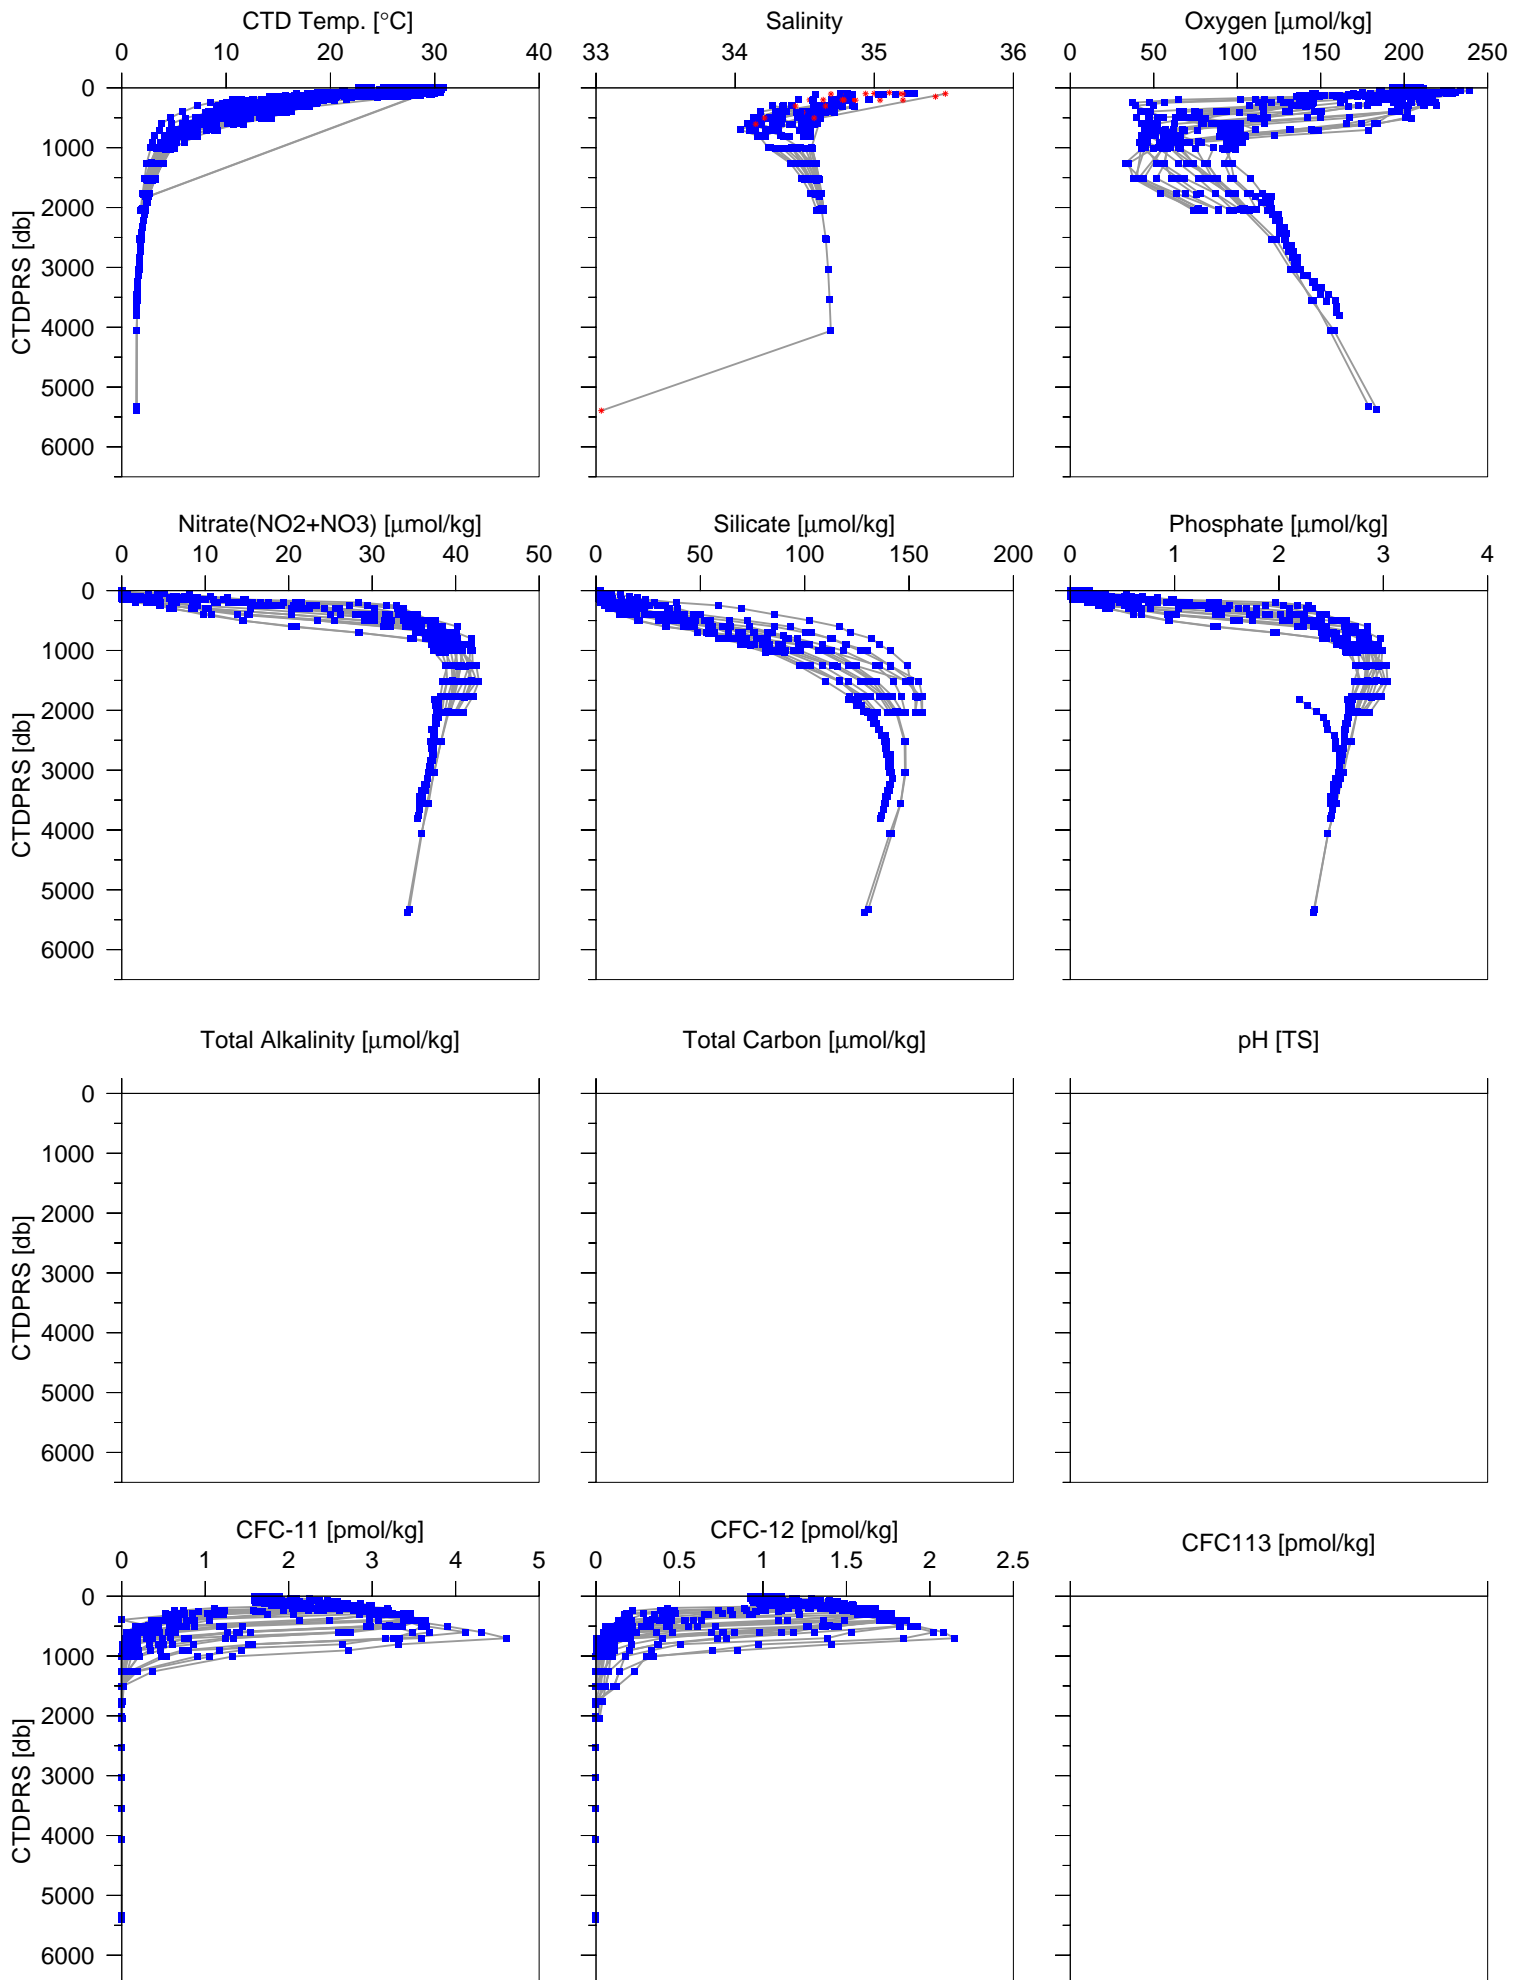 CTD Temp. [°C] Salinity Oxygen [μmol/kg]
0 10 20 30 40 33 34 35 36 0 50 100 150 200 250
0
1000
2000
3000
4000
5000
6000
CTDPRS [db]
Nitrate(NO2+NO3) [μmol/kg] Silicate [μmol/kg] Phosphate [μmol/kg]
0 10 20 30 40 50 0 50 100 150 200 0 1 2 3 4
0
1000
2000
3000
4000
5000
6000
CTDPRS [db]
Total Alkalinity [μmol/kg] Total Carbon [μmol/kg] pH [TS]
0
1000
2000
3000
4000
5000
6000
CTDPRS [db]
CFC-11 [pmol/kg] CFC-12 [pmol/kg] CFC113 [pmol/kg]
0 1 2 3 4 5 0 0.5 1 1.5 2 2.5
0
1000
2000
3000
4000
5000
6000
CTDPRS [db]